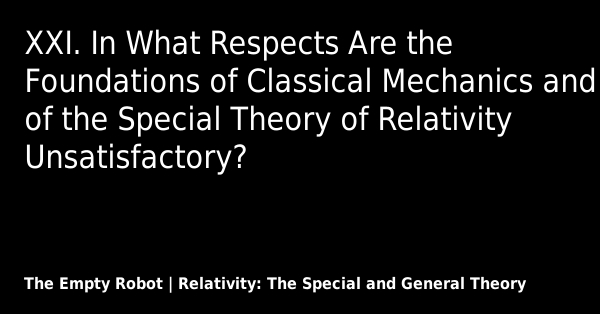 XXI. In What Respects Are the
Foundations of Classical Mechanics and
of the Special Theory of Relativity
Unsatisfactory?
The Empty Robot | Relativity: The Special and General Theory